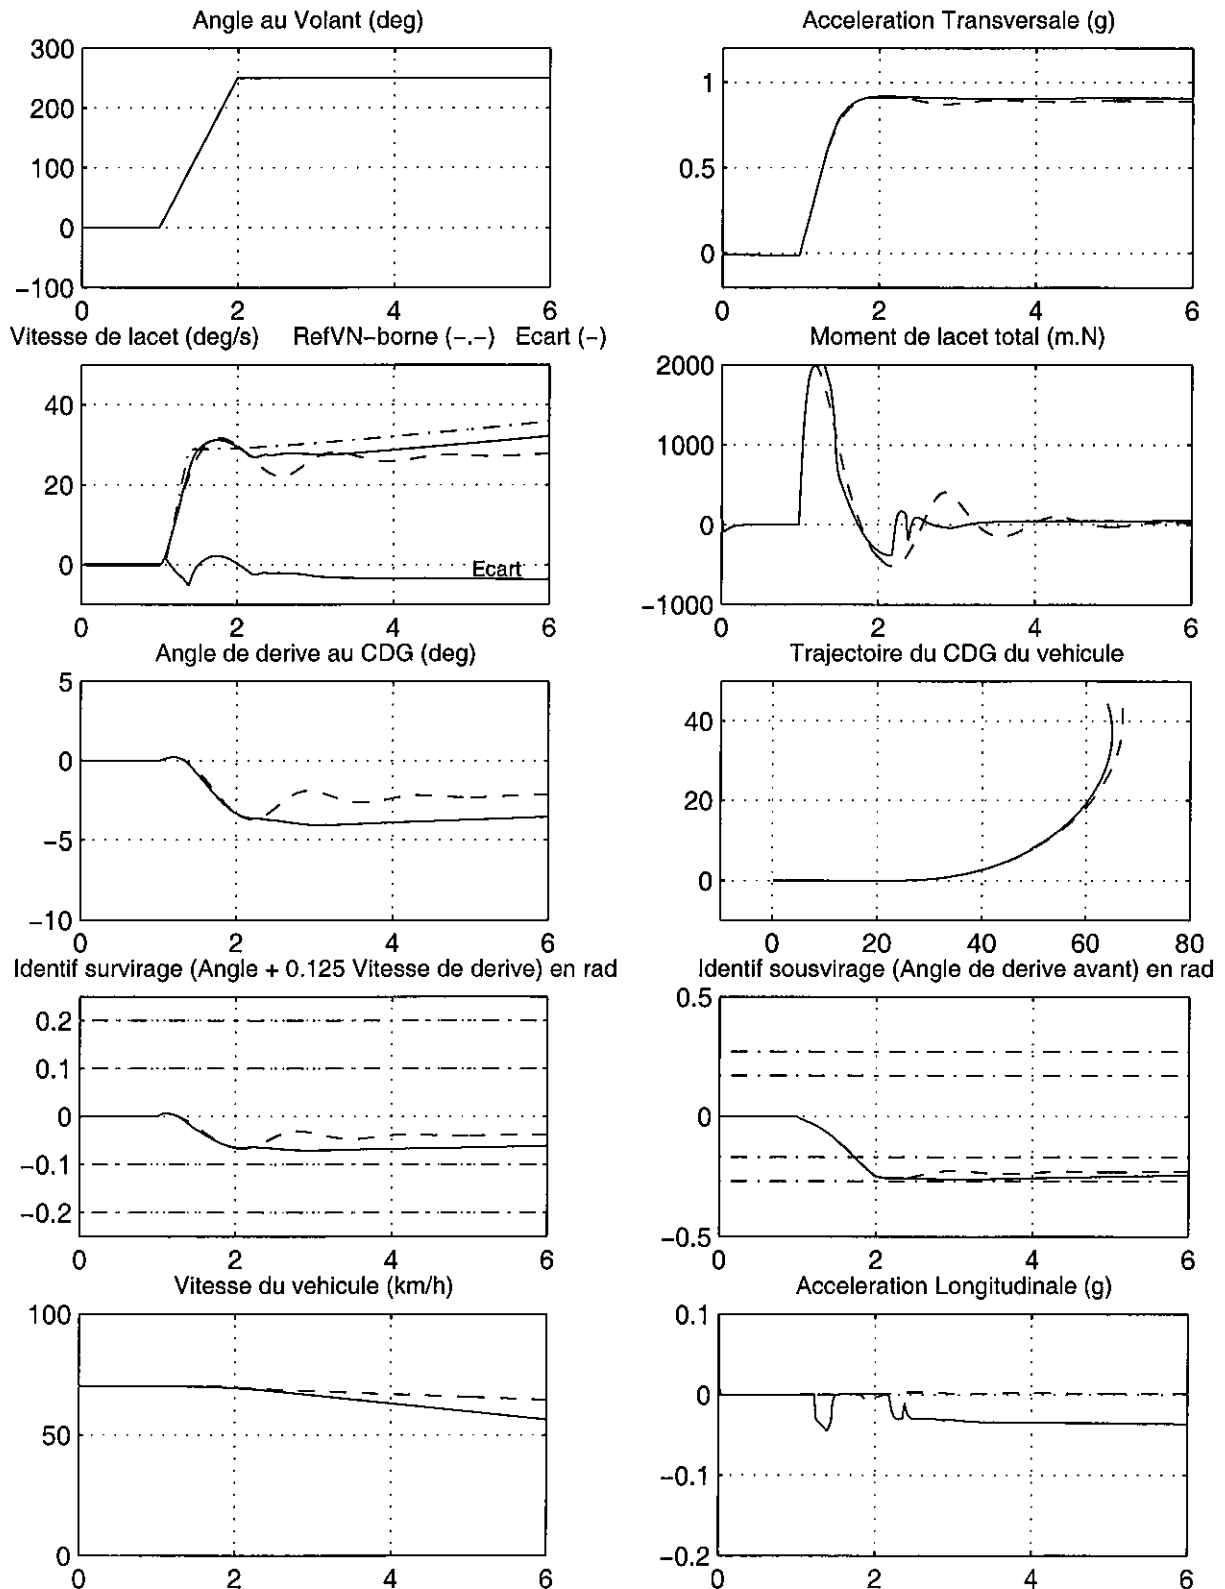 Angle au Volant (deg)
Acceleration Transversale (g)
300
200
100
0
−100
0 2 4 6
1
0.5
0
0 2 4 6
Vitesse de lacet (deg/s) RefVN−borne (−.−) Ecart (−)
Moment de lacet total (m.N)
40
20
0
Ecart
0 2 4 6
2000
1000
0
−1000
0 2 4 6
Angle de derive au CDG (deg)
Trajectoire du CDG du vehicule
5
0
−5
−10
0 2 4 6
40
20
0
0 20 40 60 80
Identif survirage (Angle + 0.125 Vitesse de derive) en rad
Identif sousvirage (Angle de derive avant) en rad
0.2
0.1
0
−0.1
−0.2
0 2 4 6
0.5
0
−0.5
0 2 4 6
Vitesse du vehicule (km/h)
Acceleration Longitudinale (g)
100
50
0
0 2 4 6
0.1
0
−0.1
−0.2
0 2 4 6